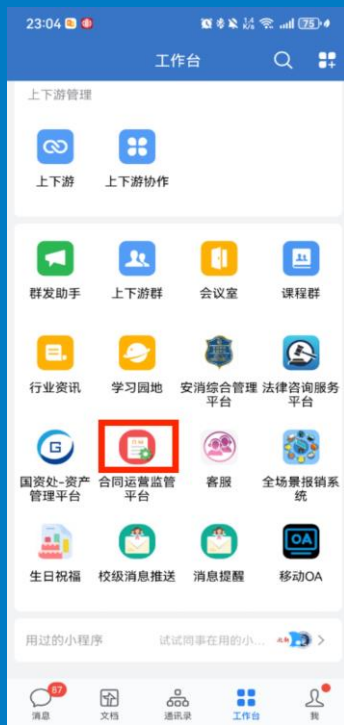 23:04
1.4 K/s 75
工作台
上下游管理
上下游 上下游协作
群发助手 上下游群 会议室 课程群
行业资讯 学习园地 安消综合管理平台 法律咨询服务平台
国资处-资产管理平台 合同运营监管平台 客服 全场景报销系统
OA
生日祝福 校级消息推送 消息提醒 移动OA
用过的小程序 试试同事在用的小...
87
消息 文档 通讯录 工作台 我